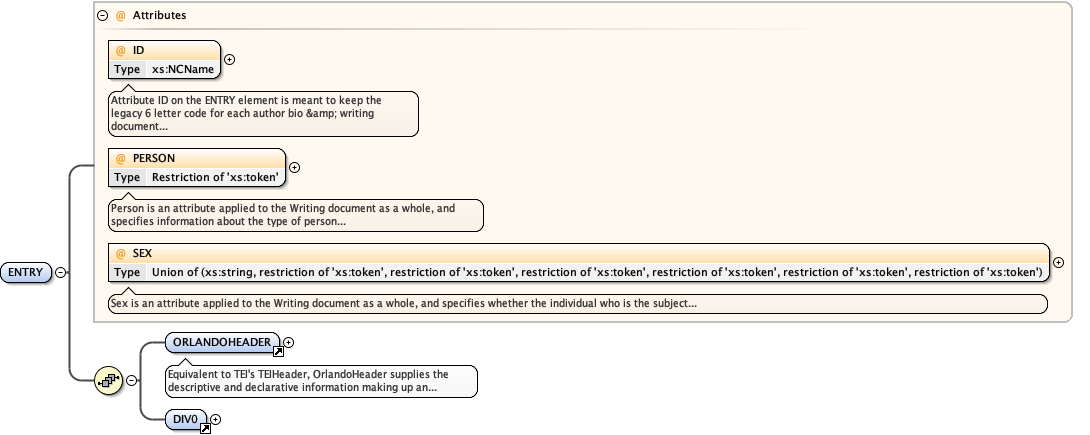 @ Attributes
@ ID
Type xs:NCName
Attribute ID on the ENTRY element is meant to keep the
legacy 6 letter code for each author bio &amp; writing
document...
@ PERSON
Type Restriction of 'xs:token'
Person is an attribute applied to the Writing document as a whole, and
specifies information about the type of person...
@ SEX
Type Union of (xs:string, restriction of 'xs:token', restriction of 'xs:token', restriction of 'xs:token', restriction of 'xs:token', restriction of 'xs:token', restriction of 'xs:token')
Sex is an attribute applied to the Writing document as a whole, and specifies whether the individual who is the subject...
ENTRY
ORLANDOHEADER
Equivalent to TEI's TEIHeader, OrlandoHeader supplies the
descriptive and declarative information making up an...
DIV0